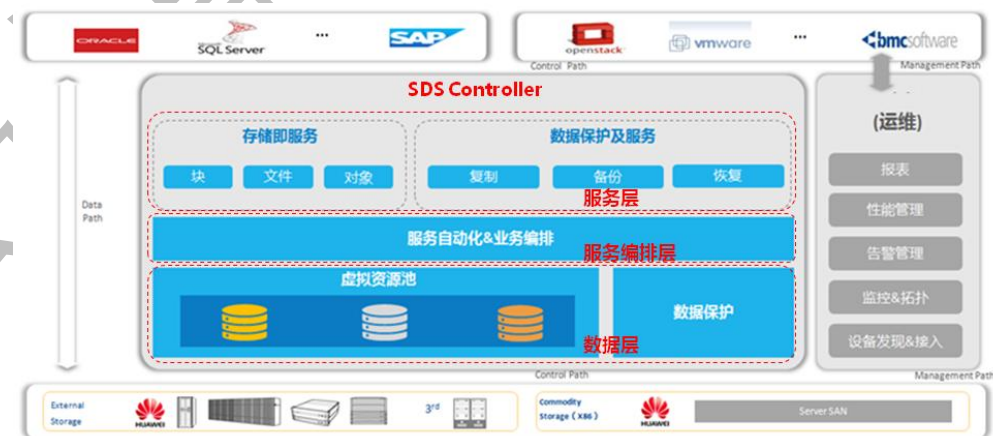 ORACLE
SQL Server
...
SAP
openstack
vmware
...
bmcsoftware
Control Path
Management Path
SDS Controller
存储即服务
数据保护及服务
块
文件
对象
复制
备份
恢复
服务层
服务自动化&业务编排
服务编排层
虚拟资源池
数据保护
数据层
Data
Path
(运维)
报表
性能管理
告警管理
监控&拓扑
设备发现&接入
Control Path
Management Path
External
Storage
HUAWEI
3rd
Commodity
Storage（X86）
HUAWEI
Server SAN